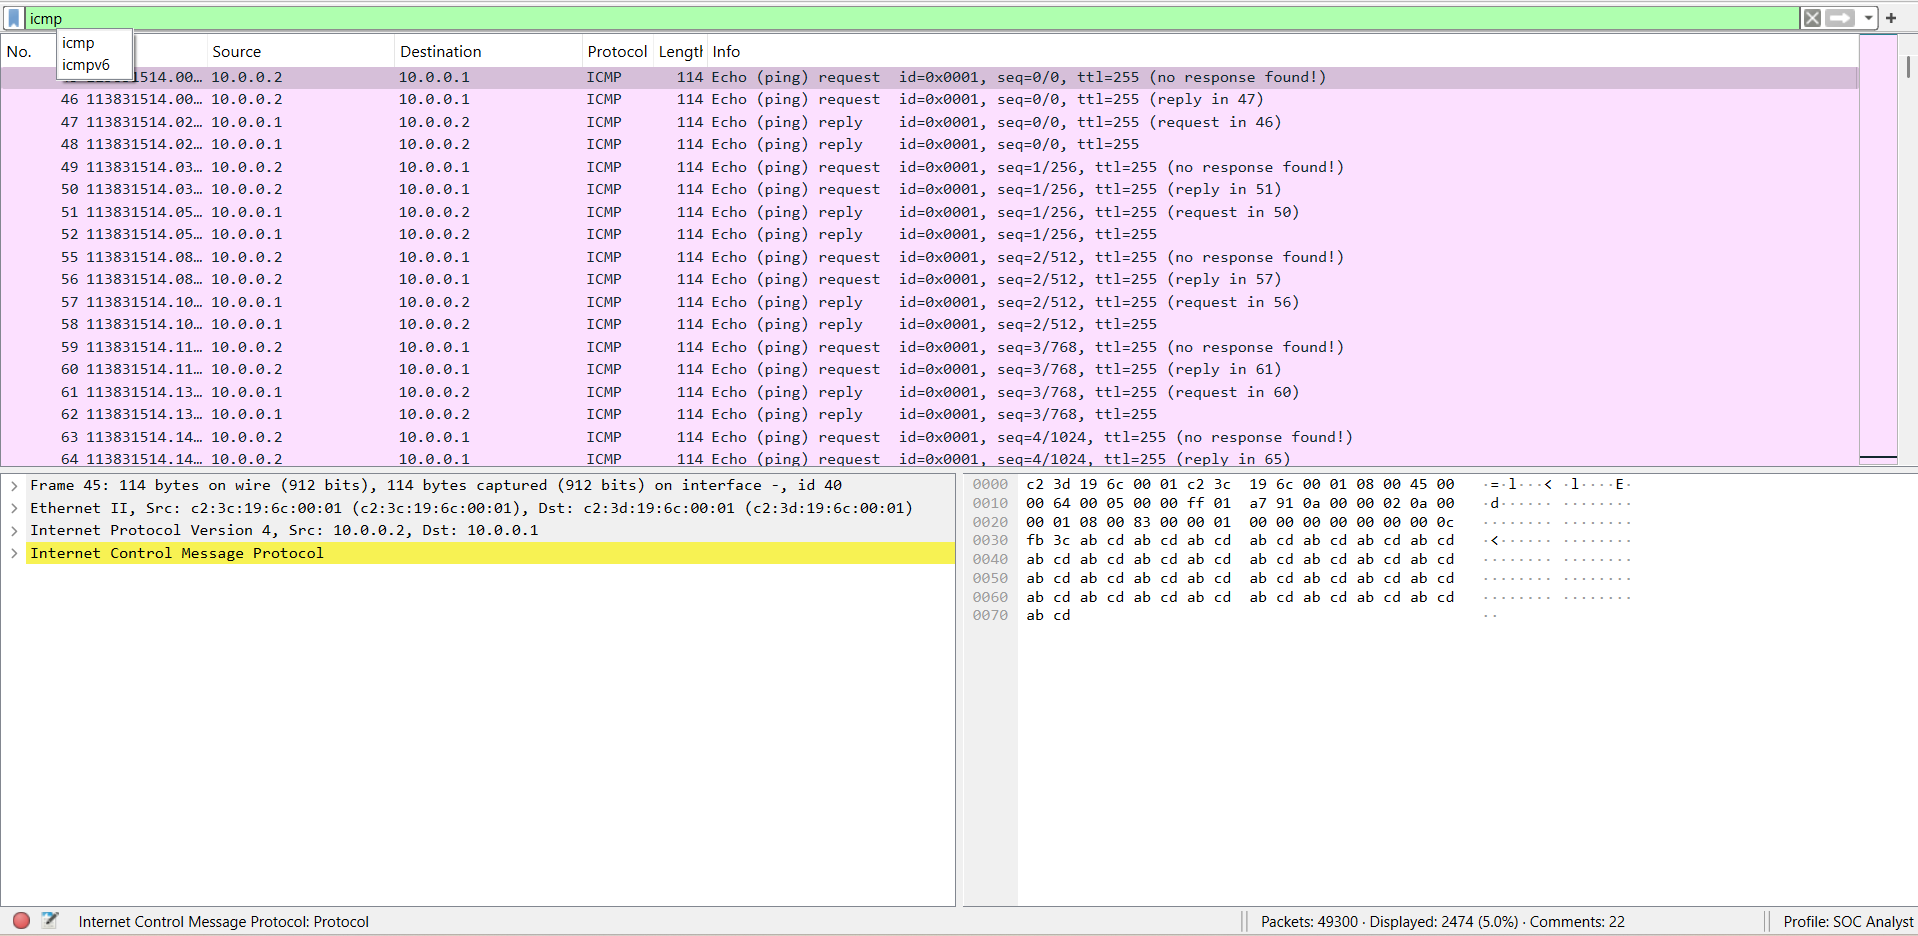 icmp
icmp
icmpv6
No. Source Destination Protocol Length Info
113831514.00… 10.0.0.2 10.0.0.1 ICMP 114 Echo (ping) request id=0x0001, seq=0/0, ttl=255 (no response found!)
46 113831514.00… 10.0.0.2 10.0.0.1 ICMP 114 Echo (ping) request id=0x0001, seq=0/0, ttl=255 (reply in 47)
47 113831514.02… 10.0.0.1 10.0.0.2 ICMP 114 Echo (ping) reply id=0x0001, seq=0/0, ttl=255 (request in 46)
48 113831514.02… 10.0.0.1 10.0.0.2 ICMP 114 Echo (ping) reply id=0x0001, seq=0/0, ttl=255
49 113831514.03… 10.0.0.2 10.0.0.1 ICMP 114 Echo (ping) request id=0x0001, seq=1/256, ttl=255 (no response found!)
50 113831514.03… 10.0.0.2 10.0.0.1 ICMP 114 Echo (ping) request id=0x0001, seq=1/256, ttl=255 (reply in 51)
51 113831514.05… 10.0.0.1 10.0.0.2 ICMP 114 Echo (ping) reply id=0x0001, seq=1/256, ttl=255 (request in 50)
52 113831514.05… 10.0.0.1 10.0.0.2 ICMP 114 Echo (ping) reply id=0x0001, seq=1/256, ttl=255
55 113831514.08… 10.0.0.2 10.0.0.1 ICMP 114 Echo (ping) request id=0x0001, seq=2/512, ttl=255 (no response found!)
56 113831514.08… 10.0.0.2 10.0.0.1 ICMP 114 Echo (ping) request id=0x0001, seq=2/512, ttl=255 (reply in 57)
57 113831514.10… 10.0.0.1 10.0.0.2 ICMP 114 Echo (ping) reply id=0x0001, seq=2/512, ttl=255 (request in 56)
58 113831514.10… 10.0.0.1 10.0.0.2 ICMP 114 Echo (ping) reply id=0x0001, seq=2/512, ttl=255
59 113831514.11… 10.0.0.2 10.0.0.1 ICMP 114 Echo (ping) request id=0x0001, seq=3/768, ttl=255 (no response found!)
60 113831514.11… 10.0.0.2 10.0.0.1 ICMP 114 Echo (ping) request id=0x0001, seq=3/768, ttl=255 (reply in 61)
61 113831514.13… 10.0.0.1 10.0.0.2 ICMP 114 Echo (ping) reply id=0x0001, seq=3/768, ttl=255 (request in 60)
62 113831514.13… 10.0.0.1 10.0.0.2 ICMP 114 Echo (ping) reply id=0x0001, seq=3/768, ttl=255
63 113831514.14… 10.0.0.2 10.0.0.1 ICMP 114 Echo (ping) request id=0x0001, seq=4/1024, ttl=255 (no response found!)
64 113831514.14… 10.0.0.2 10.0.0.1 ICMP 114 Echo (ping) request id=0x0001, seq=4/1024, ttl=255 (reply in 65)
Frame 45: 114 bytes on wire (912 bits), 114 bytes captured (912 bits) on interface -, id 40
Ethernet II, Src: c2:3c:19:6c:00:01 (c2:3c:19:6c:00:01), Dst: c2:3d:19:6c:00:01 (c2:3d:19:6c:00:01)
Internet Protocol Version 4, Src: 10.0.0.2, Dst: 10.0.0.1
Internet Control Message Protocol
0000 c2 3d 19 6c 00 01 c2 3c 19 6c 00 01 08 00 45 00 ·=·l···< ·l····E·
0010 00 64 00 05 00 00 ff 01 a7 91 0a 00 00 02 0a 00 ·d······ ········
0020 00 01 08 00 83 00 00 01 00 00 00 00 00 00 00 0c ········ ········
0030 fb 3c ab cd ab cd ab cd ab cd ab cd ab cd ab cd ·<······ ········
0040 ab cd ab cd ab cd ab cd ab cd ab cd ab cd ab cd ········ ········
0050 ab cd ab cd ab cd ab cd ab cd ab cd ab cd ab cd ········ ········
0060 ab cd ab cd ab cd ab cd ab cd ab cd ab cd ab cd ········ ········
0070 ab cd ··
Internet Control Message Protocol: Protocol
Packets: 49300 · Displayed: 2474 (5.0%) · Comments: 22
Profile: SOC Analyst